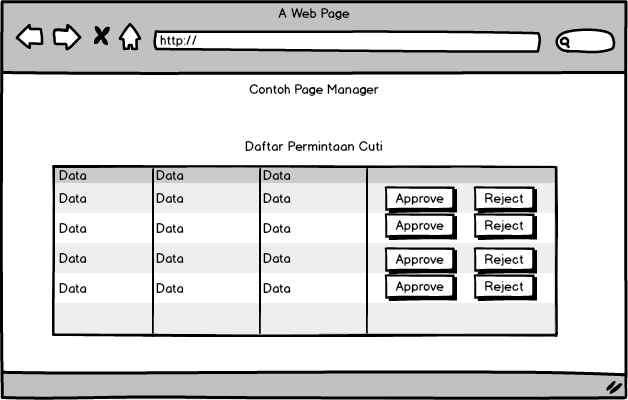 A Web Page
http://
Contoh Page Manager
Daftar Permintaan Cuti
Data Data Data
Data Data Data Approve Reject
Data Data Data Approve Reject
Data Data Data Approve Reject
Data Data Data Approve Reject